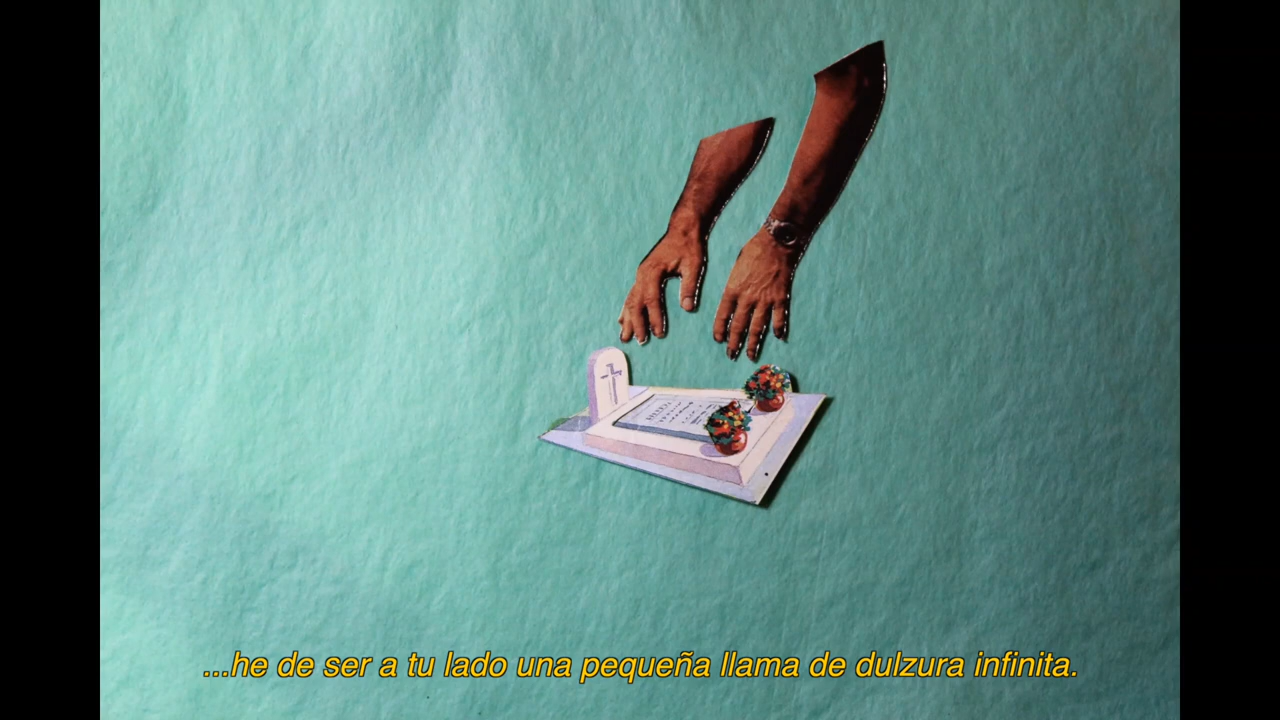 ...he de ser a tu lado una pequeña llama de dulzura infinita.